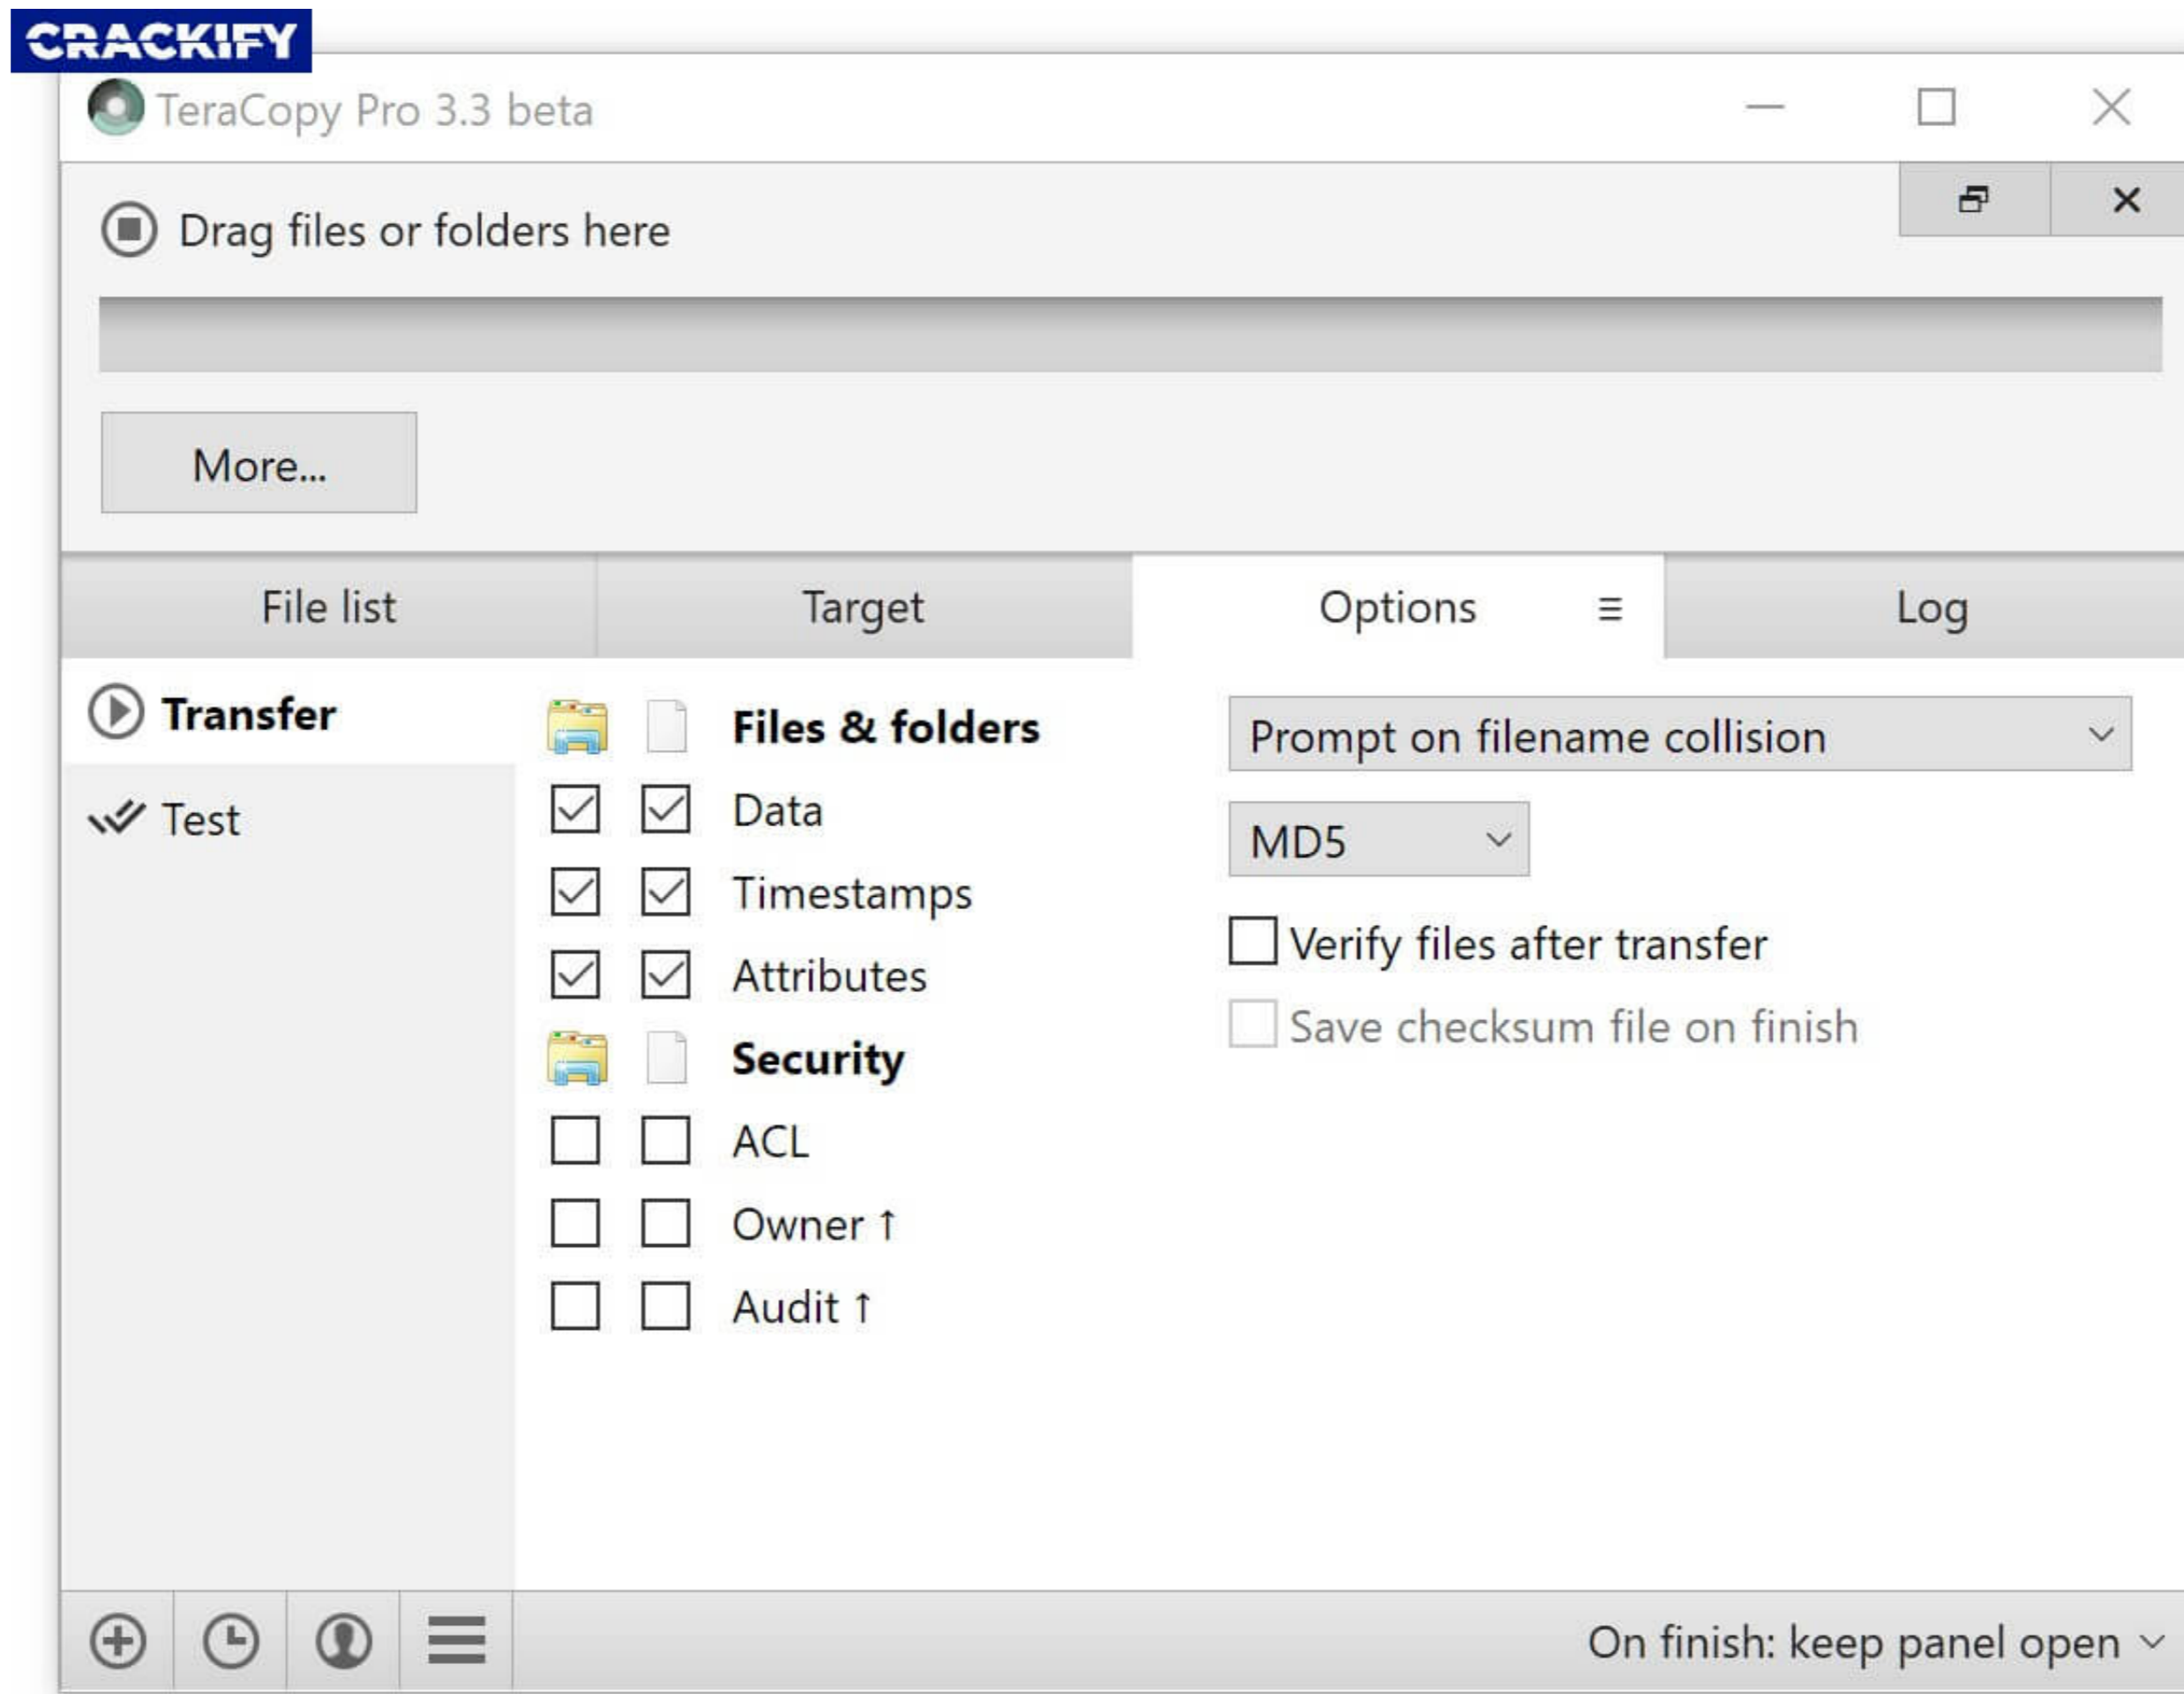 CRACKIFY
TeraCopy Pro 3.3 beta
Drag files or folders here
More...
File list
Target
Options
Log
Transfer
Test
Files & folders
Data
Timestamps
Attributes
Security
ACL
Owner ↑
Audit ↑
Prompt on filename collision
MD5
Verify files after transfer
Save checksum file on finish
On finish: keep panel open